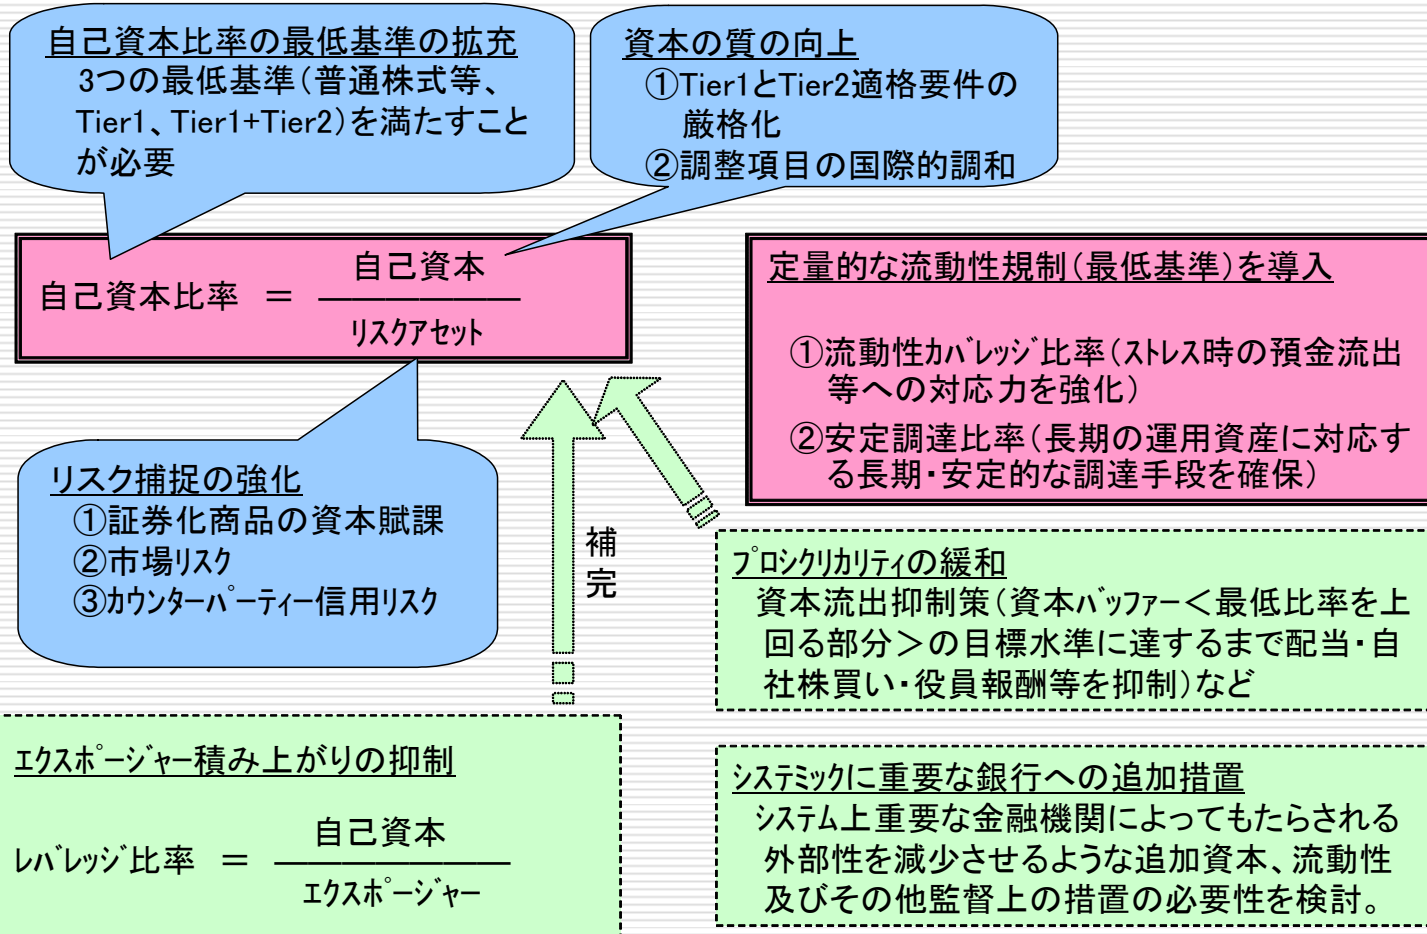 自己資本比率の最低基準の拡充
3つの最低基準(普通株式等、
Tier1、Tier1+Tier2)を満たすこと
が必要
資本の質の向上
①Tier1とTier2適格要件の
厳格化
②調整項目の国際的調和
自己資本
自己資本比率 = ――――――
リスクアセット
定量的な流動性規制(最低基準)を導入
①流動性カバレッジ比率(ストレス時の預金流出
等への対応力を強化)
②安定調達比率(長期の運用資産に対応す
る長期・安定的な調達手段を確保)
リスク捕捉の強化
①証券化商品の資本賦課
②市場リスク
③カウンターパーティー信用リスク
補
完
プロシクリカリティの緩和
資本流出抑制策(資本バッファー<最低比率を上
回る部分>の目標水準に達するまで配当・自
社株買い・役員報酬等を抑制)など
エクスポージャー積み上がりの抑制
自己資本
レバレッジ比率 = ―――――――
エクスポージャー
システミックに重要な銀行への追加措置
システム上重要な金融機関によってもたらされる
外部性を減少させるような追加資本、流動性
及びその他監督上の措置の必要性を検討。